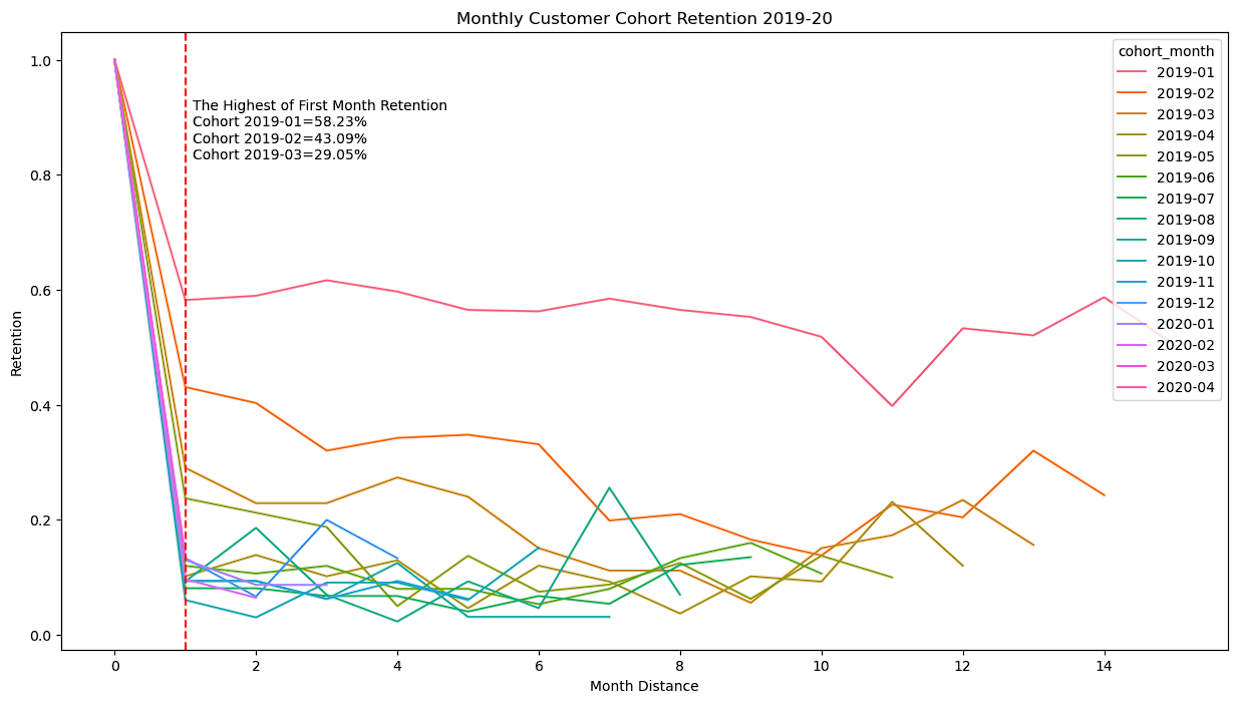 Monthly Customer Cohort Retention 2019-20
1.0
0.8
0.6
0.4
0.2
0.0
Retention
The Highest of First Month Retention
Cohort 2019-01=58.23%
Cohort 2019-02=43.09%
Cohort 2019-03=29.05%
cohort_month
2019-01
2019-02
2019-03
2019-04
2019-05
2019-06
2019-07
2019-08
2019-09
2019-10
2019-11
2019-12
2020-01
2020-02
2020-03
2020-04
0 2 4 6 8 10 12 14
Month Distance